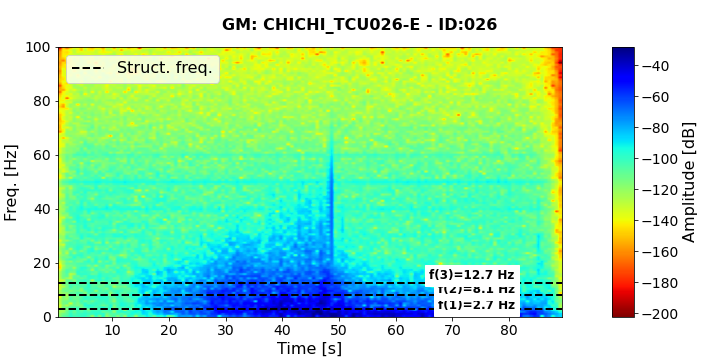 GM: CHICHI_TCU026-E - ID:026
Struct. freq.
f(3)=12.7 Hz
f(2)=8.1 Hz
f(1)=2.7 Hz
Freq. [Hz]
100
80
60
40
20
0
10
20
30
40
50
60
70
80
Time [s]
−40
−60
−80
−100
−120
−140
−160
−180
−200
Amplitude [dB]